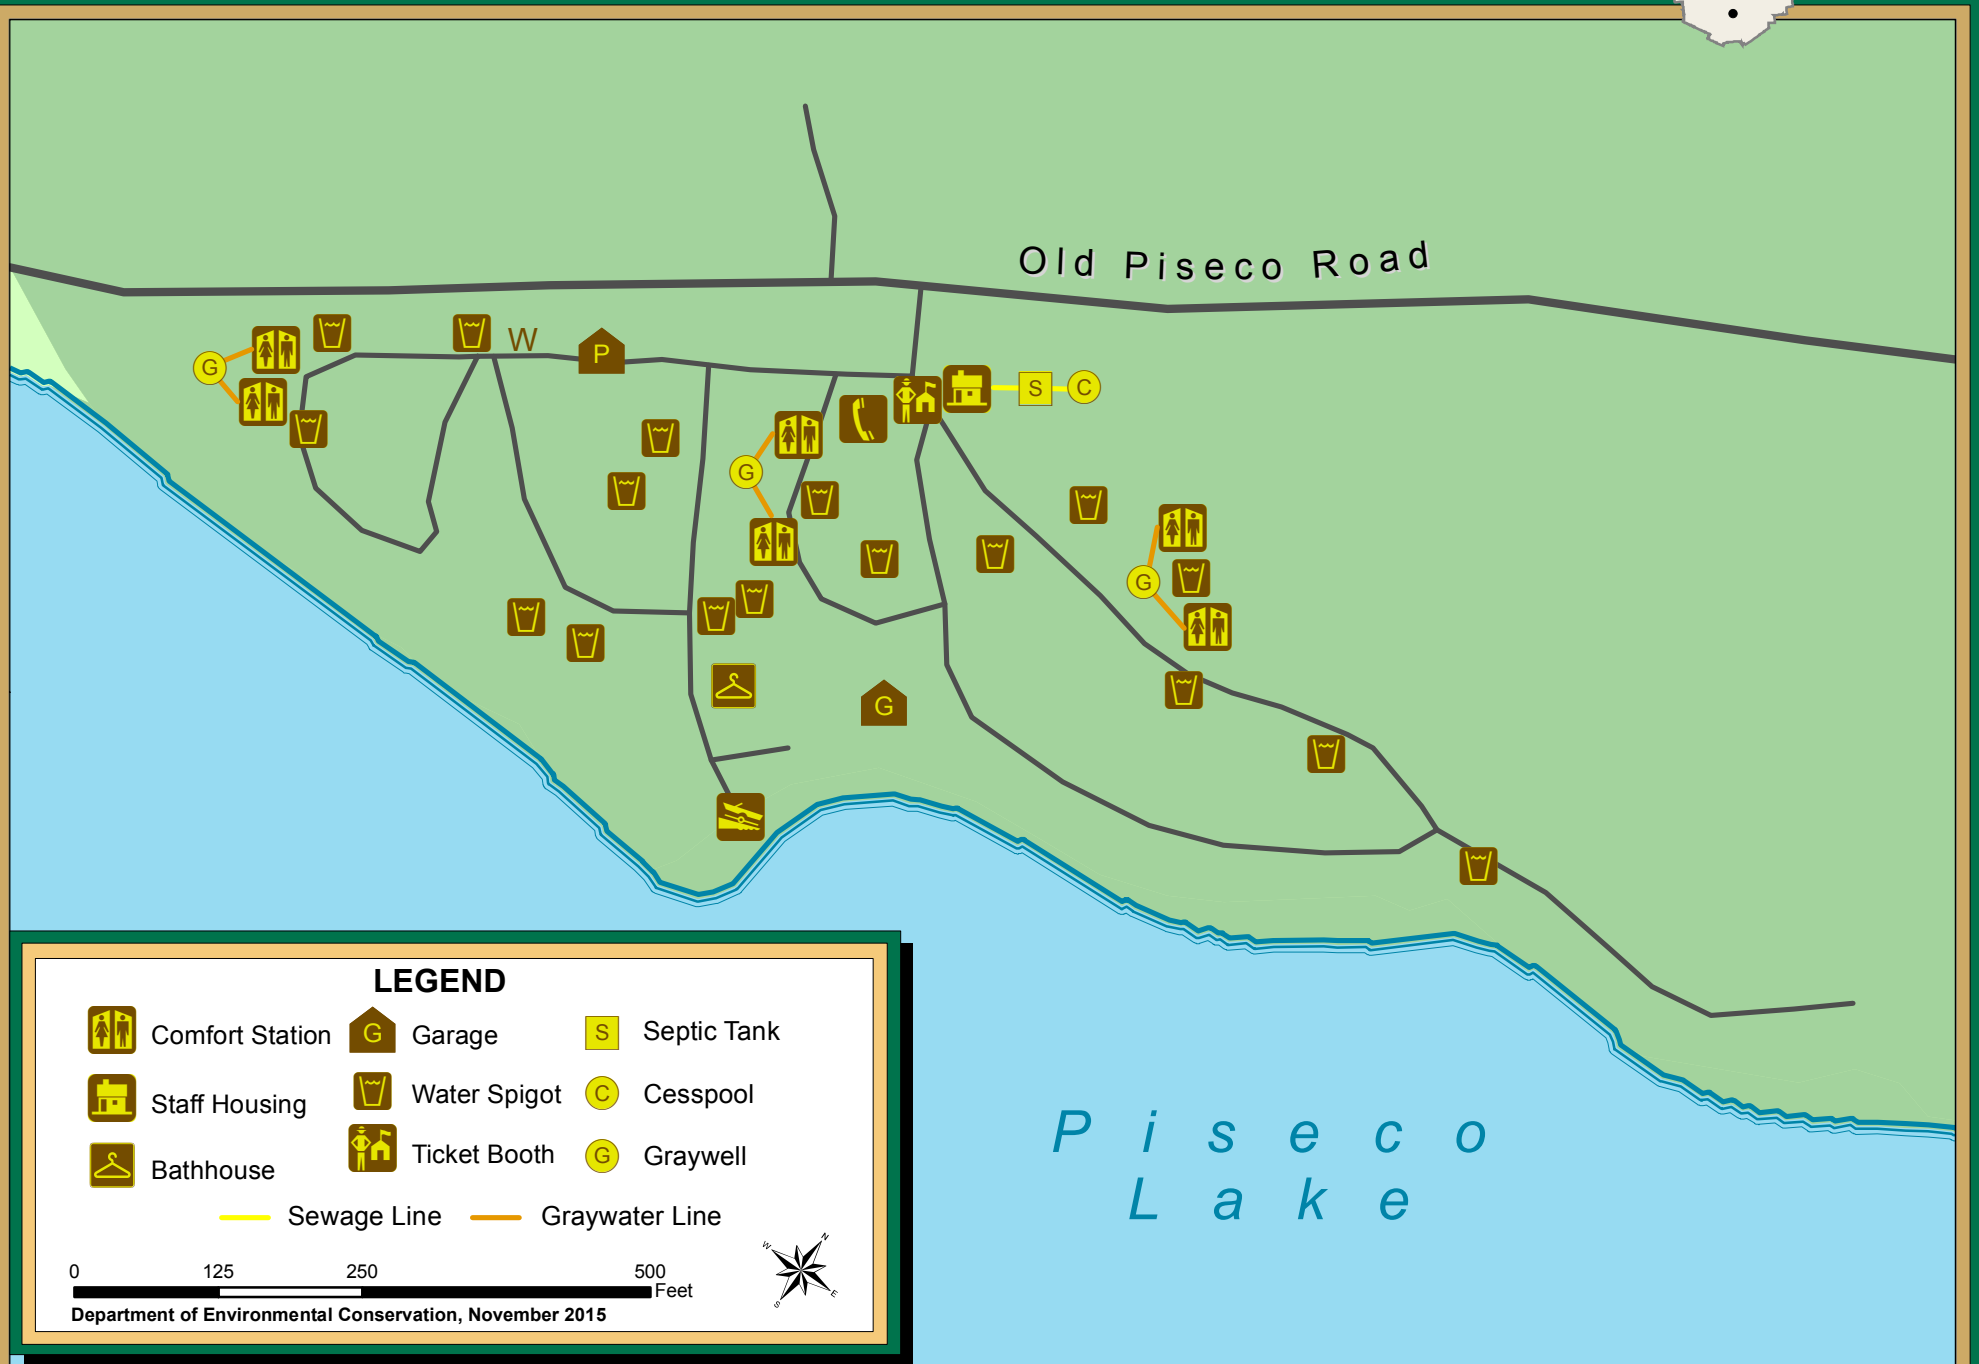 Old Piseco Road
W
P
G
S
C
G
G
G
Piseco
Lake
LEGEND
Comfort Station
G
Garage
S
Septic Tank
Staff Housing
Water Spigot
C
Cesspool
Bathhouse
Ticket Booth
G
Graywell
Sewage Line
Graywater Line
N
W
E
S
0 125 250 500
Feet
Department of Environmental Conservation, November 2015